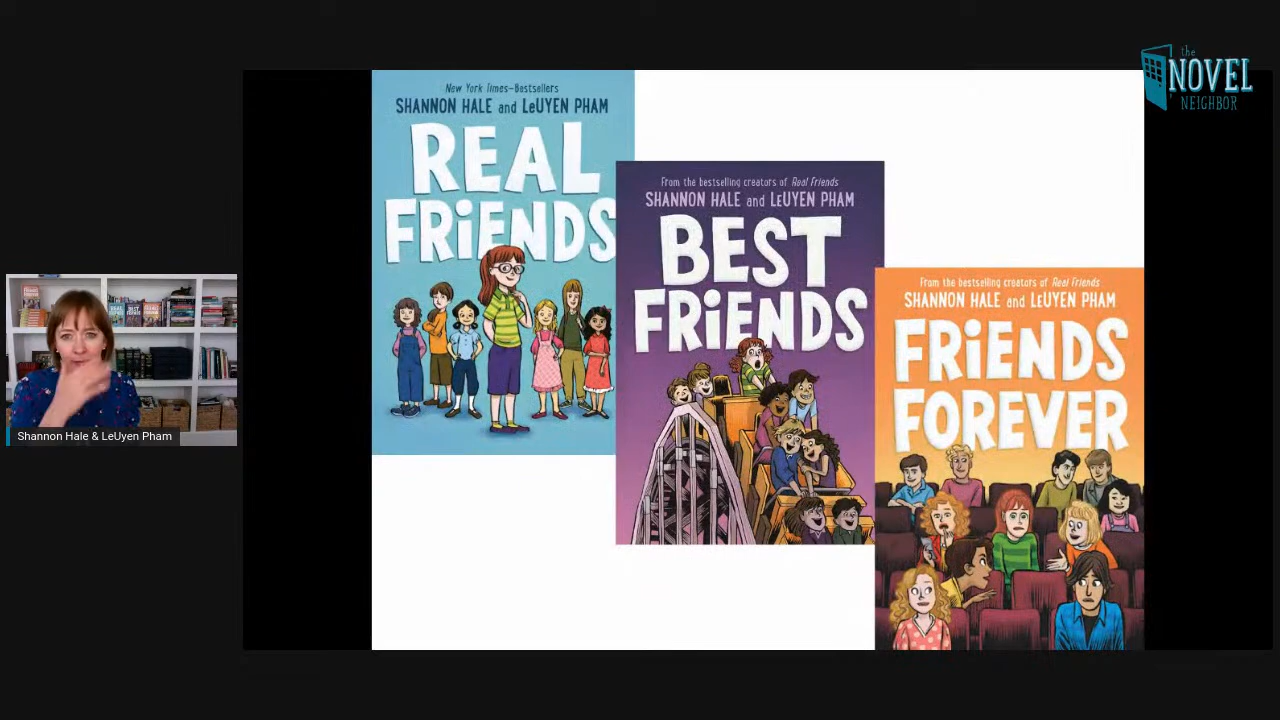 the
NOVEL
NEIGHBOR
New York Times–Bestsellers
SHANNON HALE and LeUYEN PHAM
REAL
FRiENDS
From the bestselling creators of Real Friends
SHANNON HALE and LeUYEN PHAM
BEST
FRiENDS
From the bestselling creators of Real Friends
SHANNON HALE and LeUYEN PHAM
FRiENDS
FOREVER
Shannon Hale & LeUyen Pham